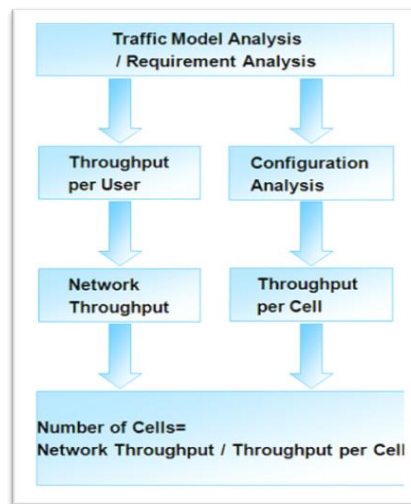 Traffic Model Analysis
/ Requirement Analysis
Throughput
per User
Configuration
Analysis
Network
Throughput
Throughput
per Cell
Number of Cells=
Network Throughput / Throughput per Cell